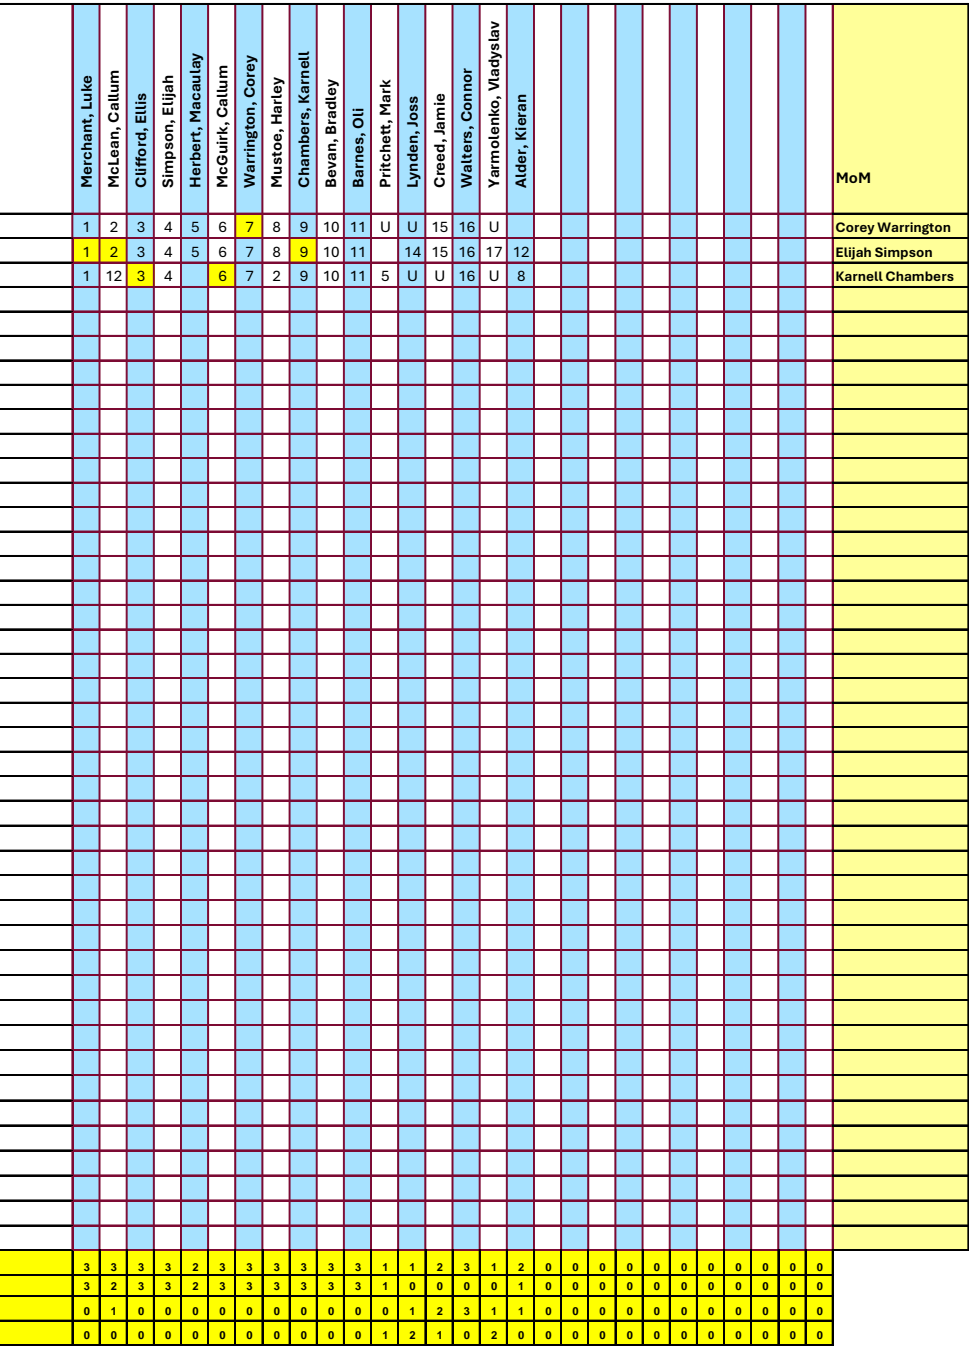 Merchant, Luke
McLean, Callum
Clifford, Ellis
Simpson, Elijah
Herbert, Macaulay
McGuirk, Callum
Warrington, Corey
Mustoe, Harley
Chambers, Karnell
Bevan, Bradley
Barnes, Oli
Pritchett, Mark
Lynden, Joss
Creed, Jamie
Walters, Connor
Yarmolenko, Vladyslav
Alder, Kieran
MoM
1 2 3 4 5 6 7 8 9 10 11 U U 15 16 U Corey Warrington
1 2 3 4 5 6 7 8 9 10 11 14 15 16 17 12 Elijah Simpson
1 12 3 4 6 7 2 9 10 11 5 U U 16 U 8 Karnell Chambers
3 3 3 3 2 3 3 3 3 3 3 1 1 2 3 1 2 0 0 0 0 0 0 0 0 0 0 0
3 2 3 3 2 3 3 3 3 3 3 1 0 0 0 0 1 0 0 0 0 0 0 0 0 0 0 0
0 1 0 0 0 0 0 0 0 0 0 0 1 2 3 1 1 0 0 0 0 0 0 0 0 0 0 0
0 0 0 0 0 0 0 0 0 0 0 1 2 1 0 2 0 0 0 0 0 0 0 0 0 0 0 0